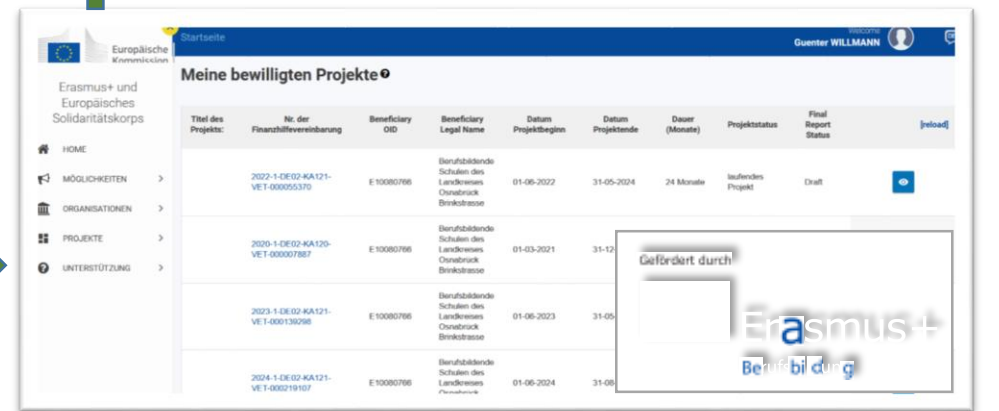 Startseite
Welcome
Guenter WILLMANN
Europäische
Kommission
Erasmus+ und
Europäisches
Solidaritätskorps
HOME
MÖGLICHKEITEN
ORGANISATIONEN
PROJEKTE
UNTERSTÜTZUNG
Meine bewilligten Projekte
Titel des Projekts: Nr. der Finanzhilfevereinbarung Beneficiary OID Beneficiary Legal Name Datum Projektbeginn Datum Projektende Dauer (Monate) Projektstatus Final Report Status [reload]
2022-1-DE02-KA121-
VET-000055370
E10080766
Berufsbildende
Schulen des
Landkreises
Osnabrück
Brinkstrasse
01-06-2022
31-05-2024
24 Monate
laufendes
Projekt
Draft
2020-1-DE02-KA120-
VET-000007887
E10080766
Berufsbildende
Schulen des
Landkreises
Osnabrück
Brinkstrasse
01-03-2021
31-12
2023-1-DE02-KA121-
VET-000139298
E10080766
Berufsbildende
Schulen des
Landkreises
Osnabrück
Brinkstrasse
01-06-2023
31-05
2024-1-DE02-KA121-
VET-000219107
E10080766
Berufsbildende
Schulen des
Landkreises
01-06-2024
31-08
Gefördert durch
Erasmus+
Berufsbildung